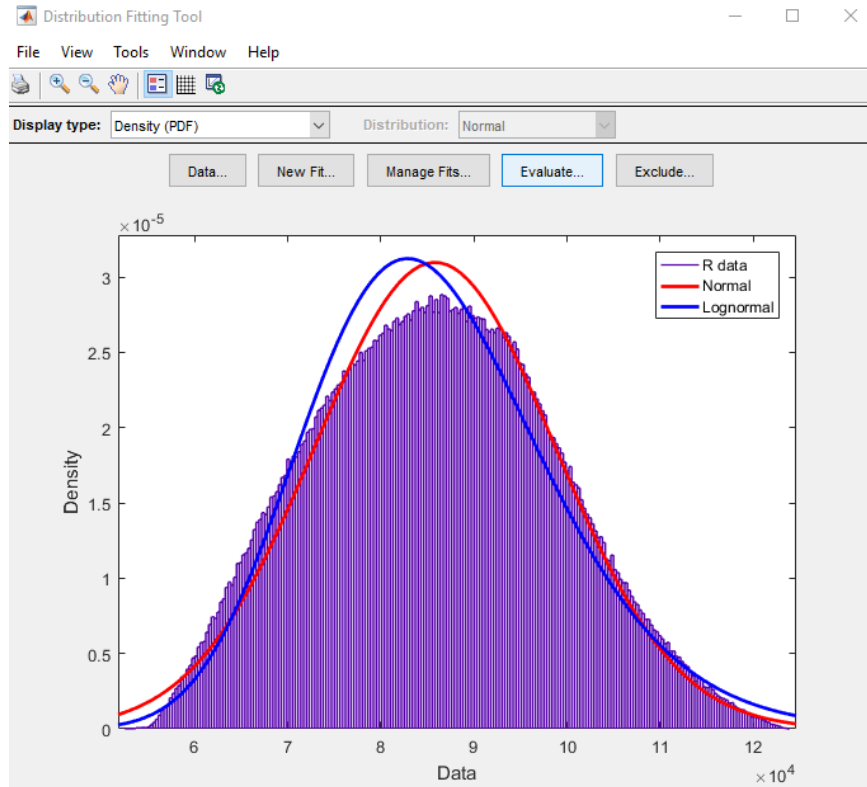 Distribution Fitting Tool
File View Tools Window Help
Display type: Density (PDF) Distribution: Normal
Data... New Fit... Manage Fits... Evaluate... Exclude...
×10-5
R data
Normal
Lognormal
3
2.5
2
1.5
1
0.5
0
Density
6 7 8 9 10 11 12
Data
×104